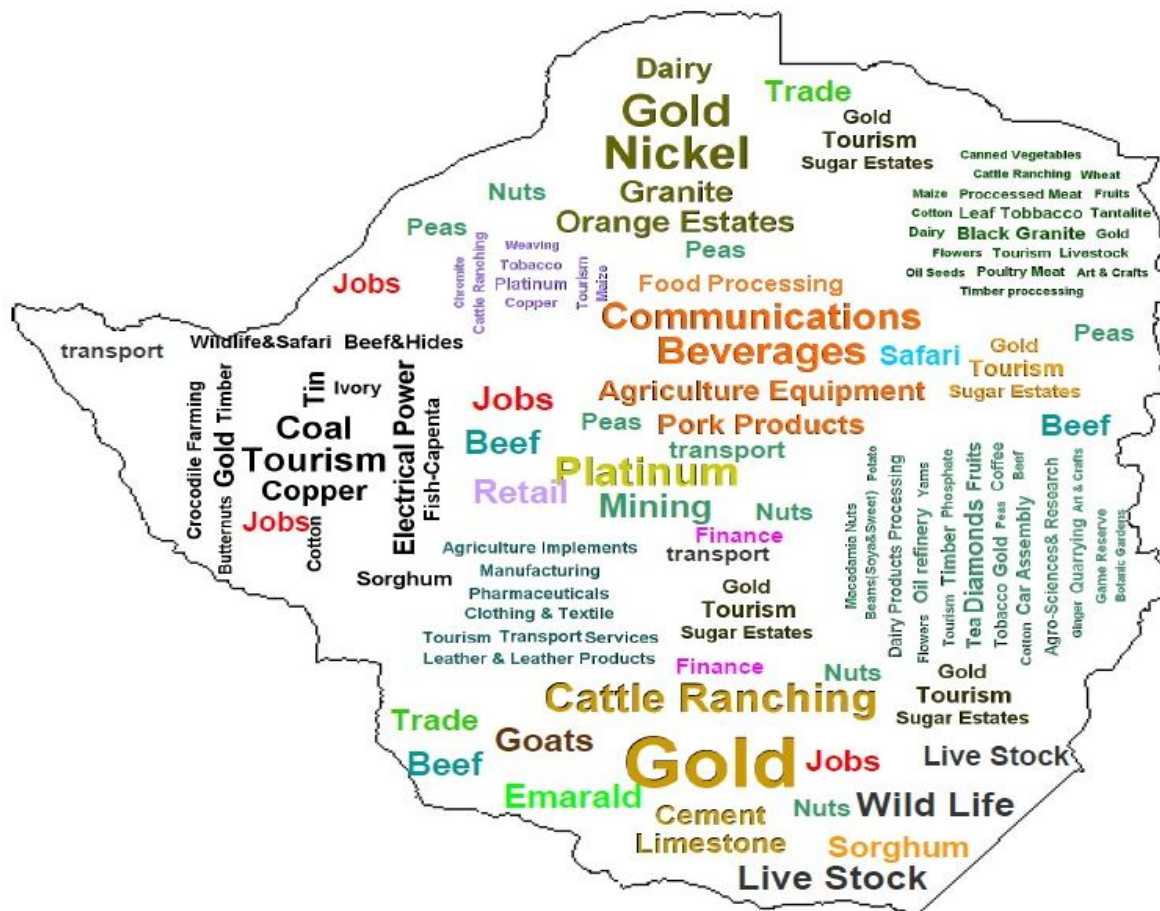 Dairy
Gold
Nickel
Granite
Orange Estates
Trade
Gold
Tourism
Sugar Estates
Canned Vegetables
Cattle Ranching Wheat
Maize Proccessed Meat Fruits
Cotton Leaf Tobbacco Tantalite
Dairy Black Granite Gold
Flowers Tourism Livestock
Oil Seeds Poultry Meat Art & Crafts
Timber proccessing
Nuts
Peas
Peas
Jobs
Chromite
Cattle Ranching
Weaving
Tobacco
Platinum
Copper
Tourism
Maize
Food Processing
Communications
Beverages
Agriculture Equipment
Pork Products
Safari
Gold
Tourism
Sugar Estates
Peas
Beef
transport
Wildlife&Safari Beef&Hides
Crocodile Farming
Butternuts
Gold
Timber
Tin
Ivory
Coal
Tourism
Copper
Jobs
Cotton
Electrical Power
Fish-Capenta
Sorghum
Jobs
Beef
Retail
Peas
transport
Platinum
Mining
Nuts
Finance
transport
Agriculture Implements
Manufacturing
Pharmaceuticals
Clothing & Textile
Tourism Transport Services
Leather & Leather Products
Gold
Tourism
Sugar Estates
Finance
Macadamia Nuts
Beans(Soya&Sweet)
Potato
Dairy Products Processing
Flowers
Oil refinery
Yams
Tourism
Timber
Phosphate
Tea
Diamonds
Fruits
Tobacco
Gold
Peas
Coffee
Cotton
Car Assembly
Beef
Agro-Sciences& Research
Ginger
Quarrying
Art & Crafts
Game Reserve
Botanic Gardens
Nuts
Gold
Tourism
Sugar Estates
Cattle Ranching
Trade
Beef
Goats
Gold
Jobs
Live Stock
Emarald
Cement
Limestone
Nuts
Wild Life
Sorghum
Live Stock